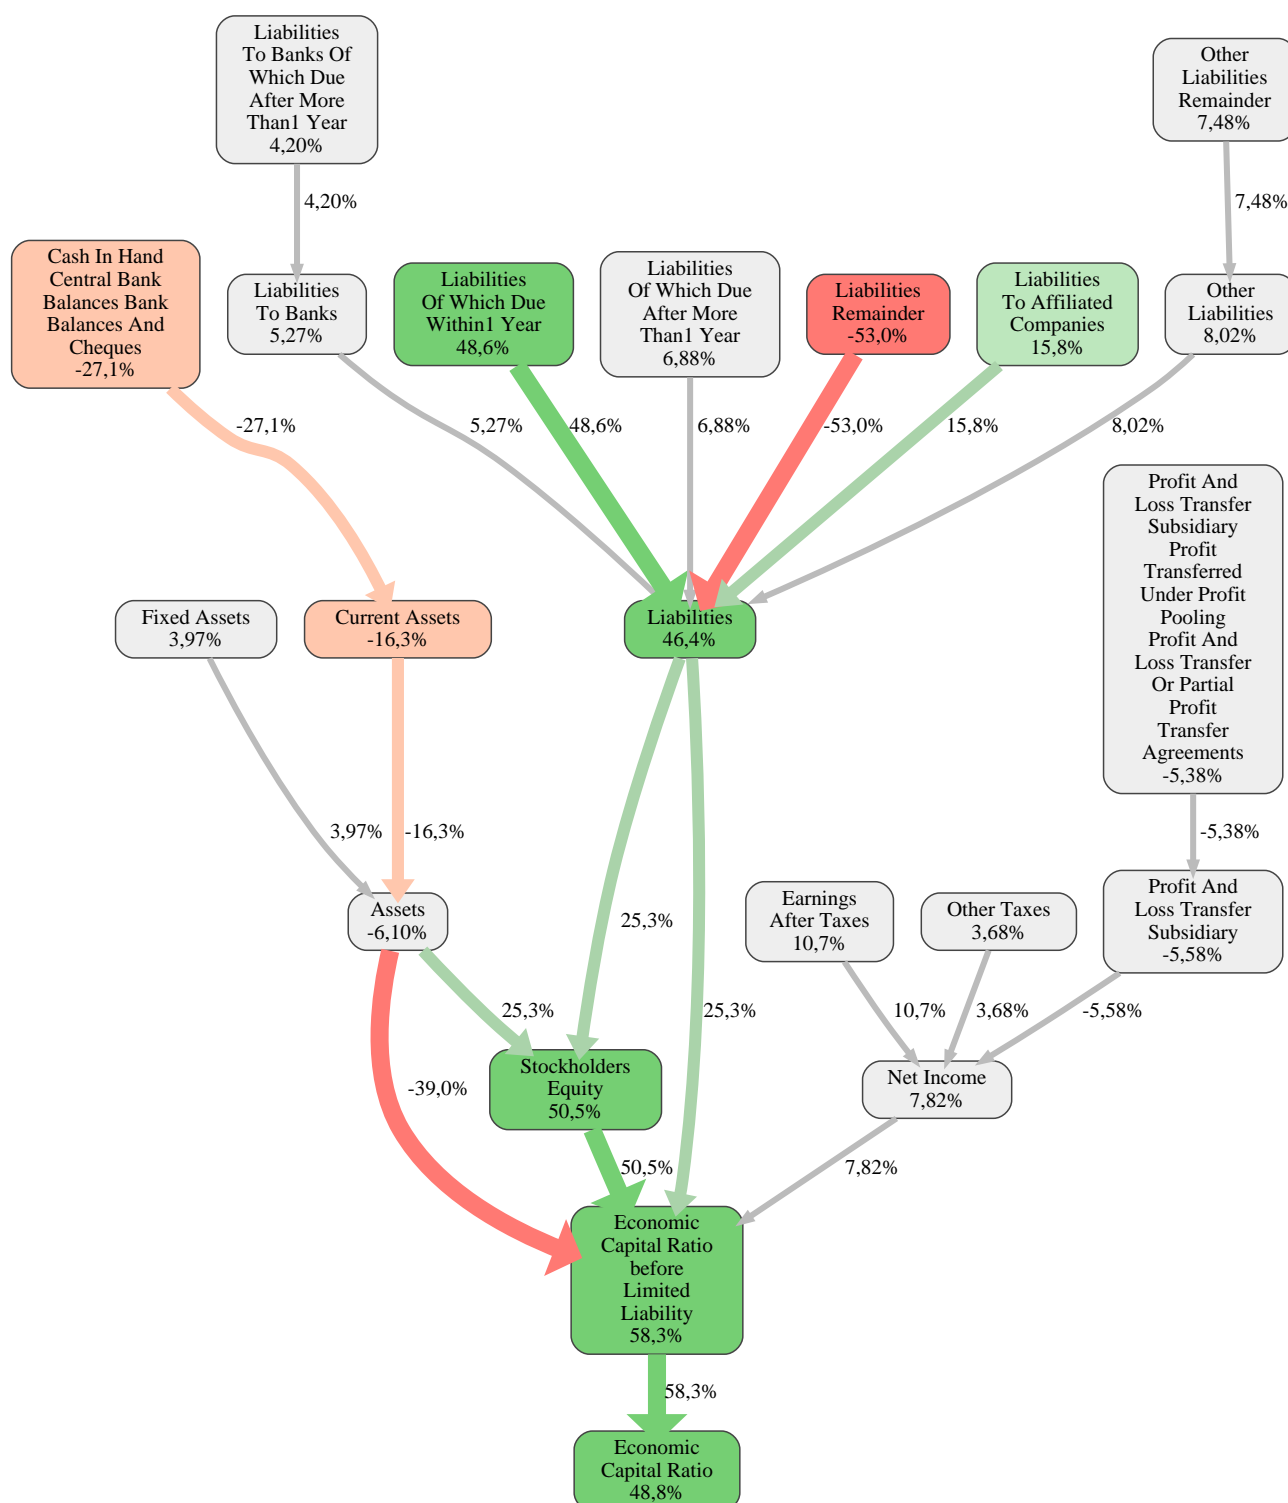 Liabilities
To Banks Of
Which Due
After More
Than1 Year
4,20%
Other
Liabilities
Remainder
7,48%
4,20%
7,48%
Cash In Hand
Central Bank
Balances Bank
Balances And
Cheques
-27,1%
Liabilities
To Banks
5,27%
Liabilities
Of Which Due
Within1 Year
48,6%
Liabilities
Of Which Due
After More
Than1 Year
6,88%
Liabilities
Remainder
-53,0%
Liabilities
To Affiliated
Companies
15,8%
Other
Liabilities
8,02%
-27,1%
5,27%
48,6%
6,88%
-53,0%
15,8%
8,02%
Profit And
Loss Transfer
Subsidiary
Profit
Transferred
Under Profit
Pooling
Profit And
Loss Transfer
Or Partial
Profit
Transfer
Agreements
-5,38%
Fixed Assets
3,97%
Current Assets
-16,3%
Liabilities
46,4%
3,97%
-16,3%
-5,38%
Assets
-6,10%
25,3%
Earnings
After Taxes
10,7%
Other Taxes
3,68%
Profit And
Loss Transfer
Subsidiary
-5,58%
25,3%
25,3%
10,7%
3,68%
-5,58%
-39,0%
Stockholders
Equity
50,5%
Net Income
7,82%
50,5%
7,82%
Economic
Capital Ratio
before
Limited
Liability
58,3%
58,3%
Economic
Capital Ratio
48,8%